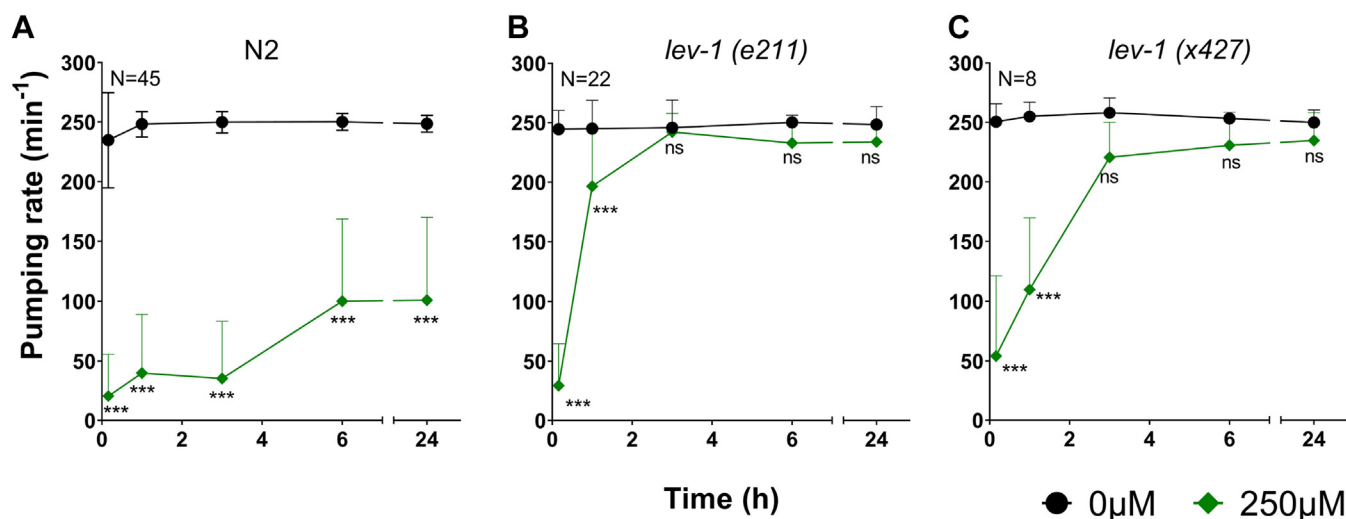 A
N2
N=45
300
250
200
150
100
50
0
0
2
4
6
24
***
***
***
***
***
Pumping rate (min⁻¹)
B
lev-1 (e211)
N=22
300
250
200
150
100
50
0
0
2
4
6
24
***
***
ns
ns
ns
C
lev-1 (x427)
N=8
300
250
200
150
100
50
0
0
2
4
6
24
***
***
ns
ns
ns
Time (h)
0µM
250µM